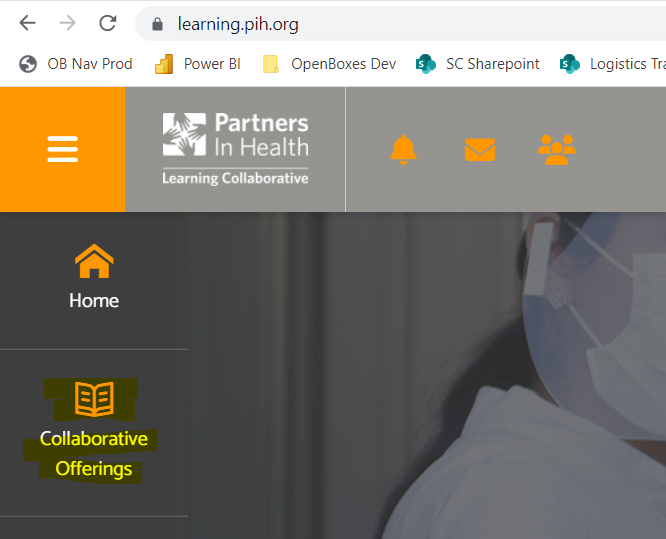 learning.pih.org
OB Nav Prod Power BI OpenBoxes Dev SC Sharepoint Logistics Tra
Partners
In Health
Learning Collaborative
Home
Collaborative
Offerings